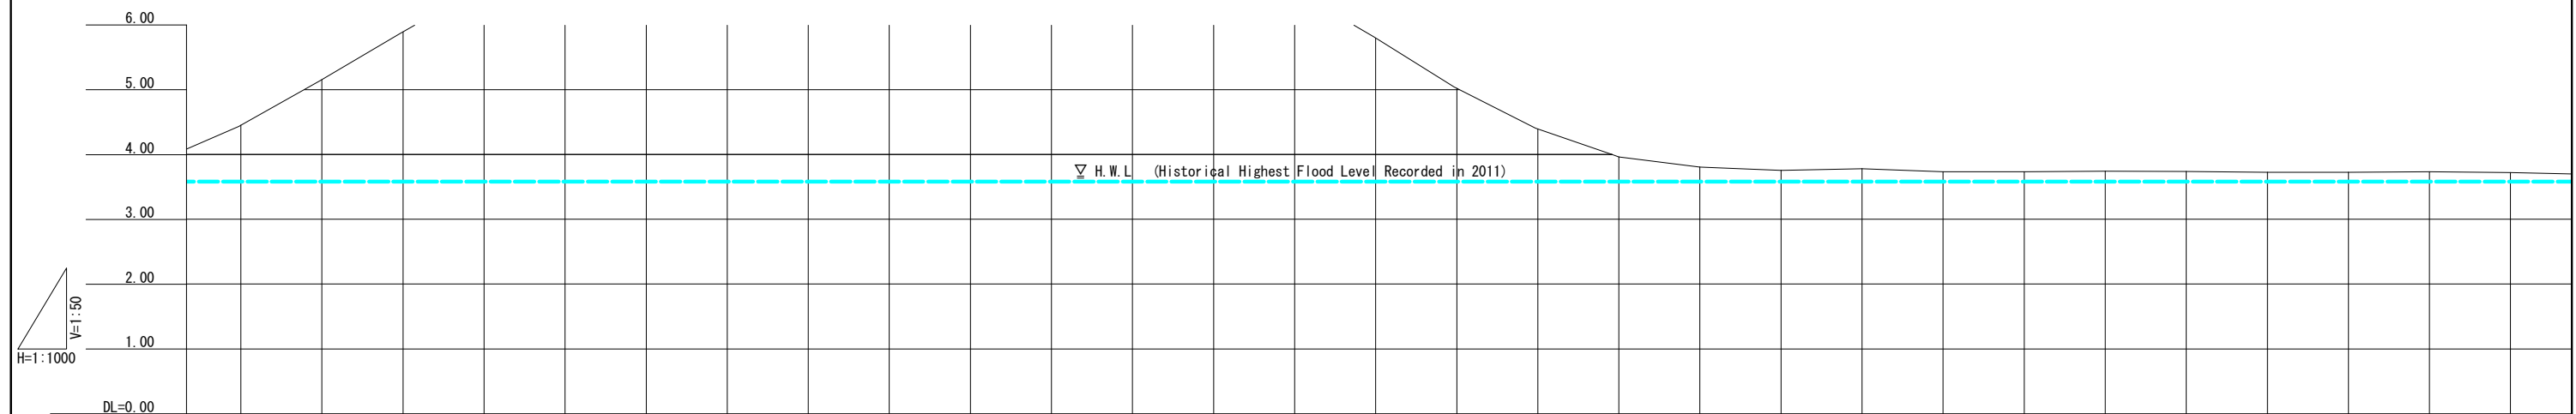 6.00
5.00
4.00
▽ H.W.L (Historical Highest Flood Level Recorded in 2011)
3.00
2.00
V=1:50
1.00
H=1:1000
DL=0.00